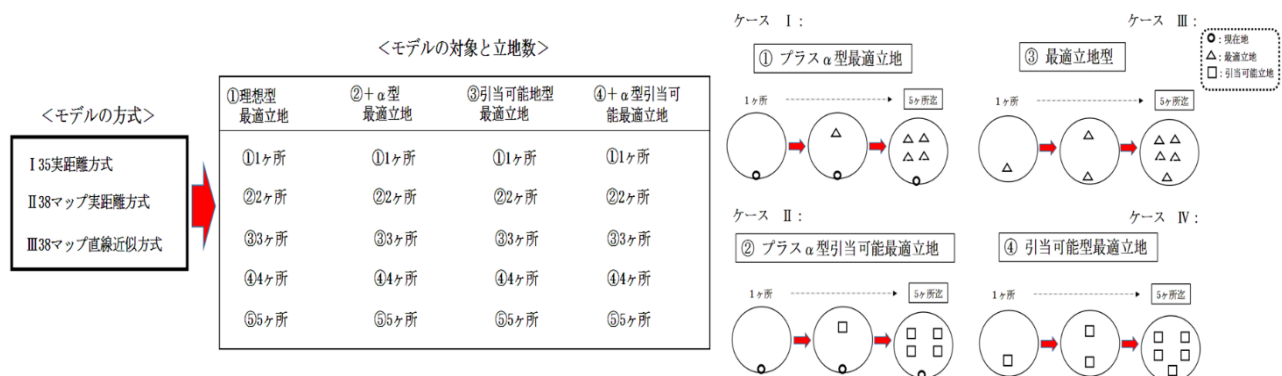 <モデルの方式>
Ⅰ35実距離方式
Ⅱ38マップ実距離方式
Ⅲ38マップ直線近似方式
<モデルの対象と立地数>
①理想型
最適立地
②+α型
最適立地
③引当可能地型
最適立地
④+α型引当可
能最適立地
①1ヶ所
①1ヶ所
①1ヶ所
①1ヶ所
②2ヶ所
②2ヶ所
②2ヶ所
②2ヶ所
③3ヶ所
③3ヶ所
③3ヶ所
③3ヶ所
④4ヶ所
④4ヶ所
④4ヶ所
④4ヶ所
⑤5ヶ所
⑤5ヶ所
⑤5ヶ所
⑤5ヶ所
ケース Ⅰ:
① プラスα型最適立地
1ヶ所
5ヶ所迄
ケース Ⅲ:
○:現在地
△:最適立地
□:引当可能立地
③ 最適立地型
1ヶ所
5ヶ所迄
ケース Ⅱ:
② プラスα型引当可能最適立地
1ヶ所
5ヶ所迄
ケース Ⅳ:
④ 引当可能型最適立地
1ヶ所
5ヶ所迄